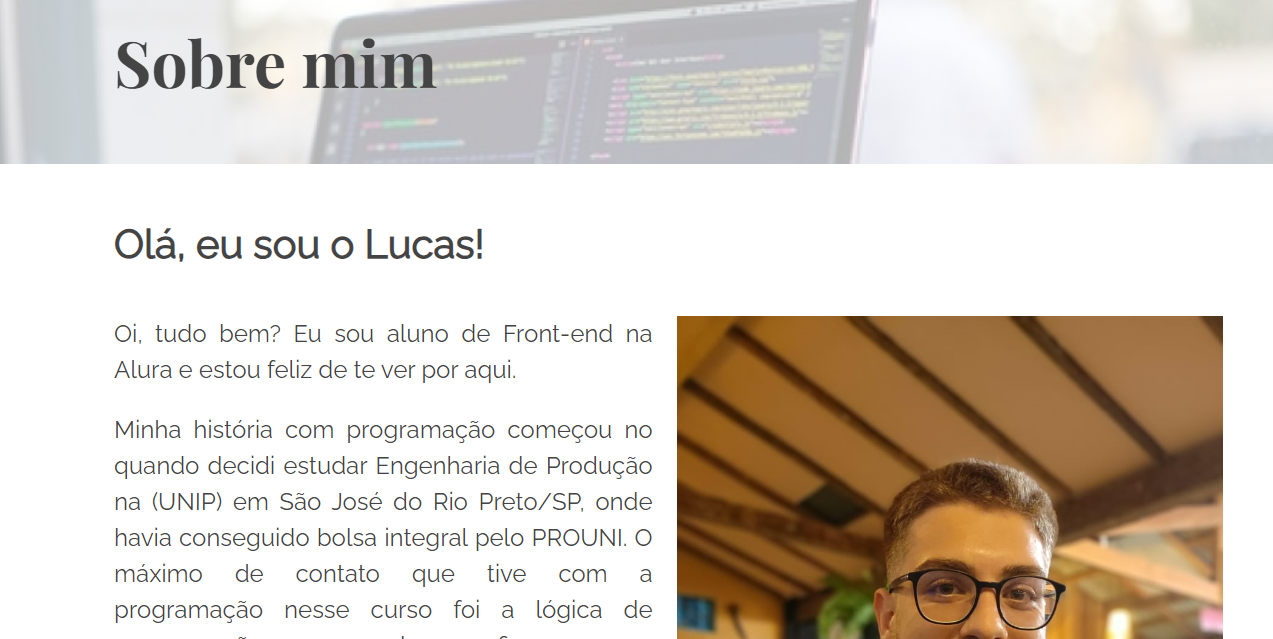 Sobre mim
Olá, eu sou o Lucas!
Oi, tudo bem? Eu sou aluno de Front-end na
Alura e estou feliz de te ver por aqui.
Minha história com programação começou no
quando decidi estudar Engenharia de Produção
na (UNIP) em São José do Rio Preto/SP, onde
havia conseguido bolsa integral pelo PROUNI. O
máximo de contato que tive com a
programação nesse curso foi a lógica de